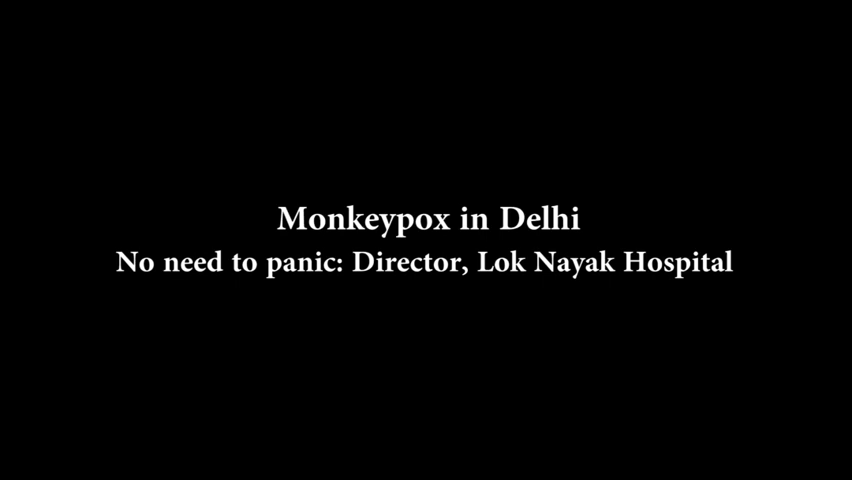 Monkeypox in Delhi
No need to panic: Director, Lok Nayak Hospital